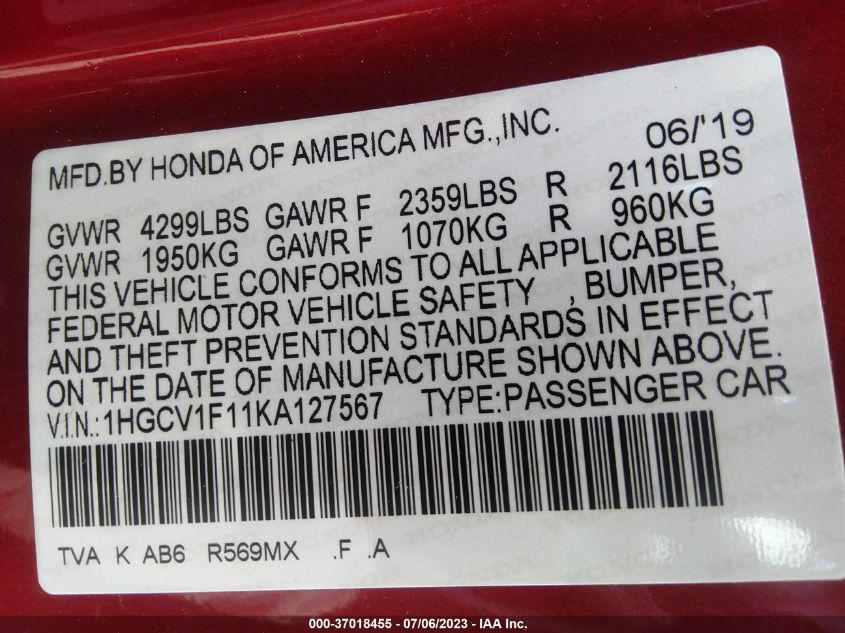 MFD.BY HONDA OF AMERICA MFG.,INC. 06/'19
GVWR 4299LBS GAWR F 2359LBS R 2116LBS
GVWR 1950KG GAWR F 1070KG R 960KG
THIS VEHICLE CONFORMS TO ALL APPLICABLE
FEDERAL MOTOR VEHICLE SAFETY , BUMPER,
AND THEFT PREVENTION STANDARDS IN EFFECT
ON THE DATE OF MANUFACTURE SHOWN ABOVE.
V.I.N.:1HGCV1F11KA127567 TYPE:PASSENGER CAR
TVA K AB6 R569MX .F .A
000-37018455 - 07/06/2023 - IAA Inc.